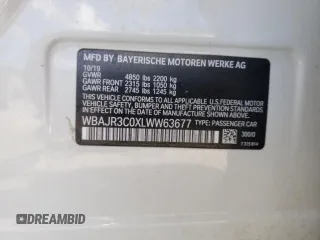 MFD BY BAYERISCHE MOTOREN WERKE AG
10/19
GVWR 4850 lbs 2200 kg
GAWR FRONT 2315 lbs 1050 kg
GAWR REAR 2745 lbs 1245 kg
THIS VEHICLE CONFORMS TO ALL APPLICABLE U.S. FEDERAL MOTOR
VEHICLE SAFETY, BUMPER, AND THEFT PREVENTION STANDARDS IN
EFFECT ON THE DATE OF MANUFACTURE SHOWN ABOVE.
WBAJR3C0XLWW63677 300/0
TYPE: PASSENGER CAR
DREAMBID